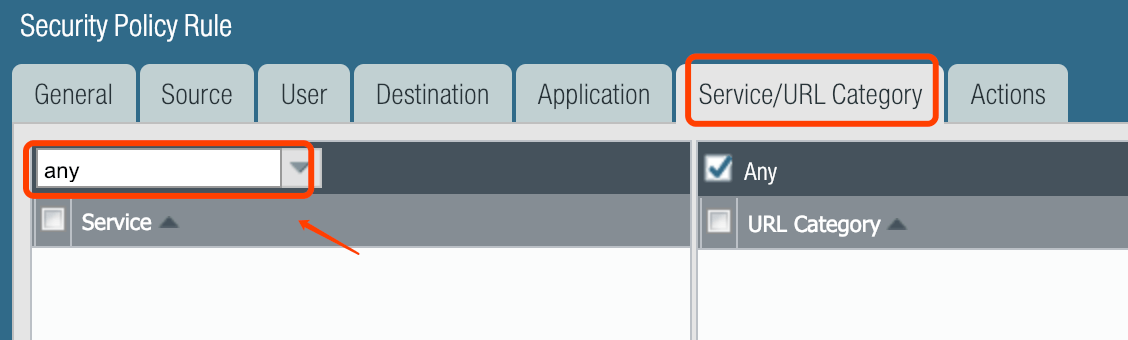 Security Policy Rule
General Source User Destination Application Service/URL Category Actions
any Any
Service URL Category